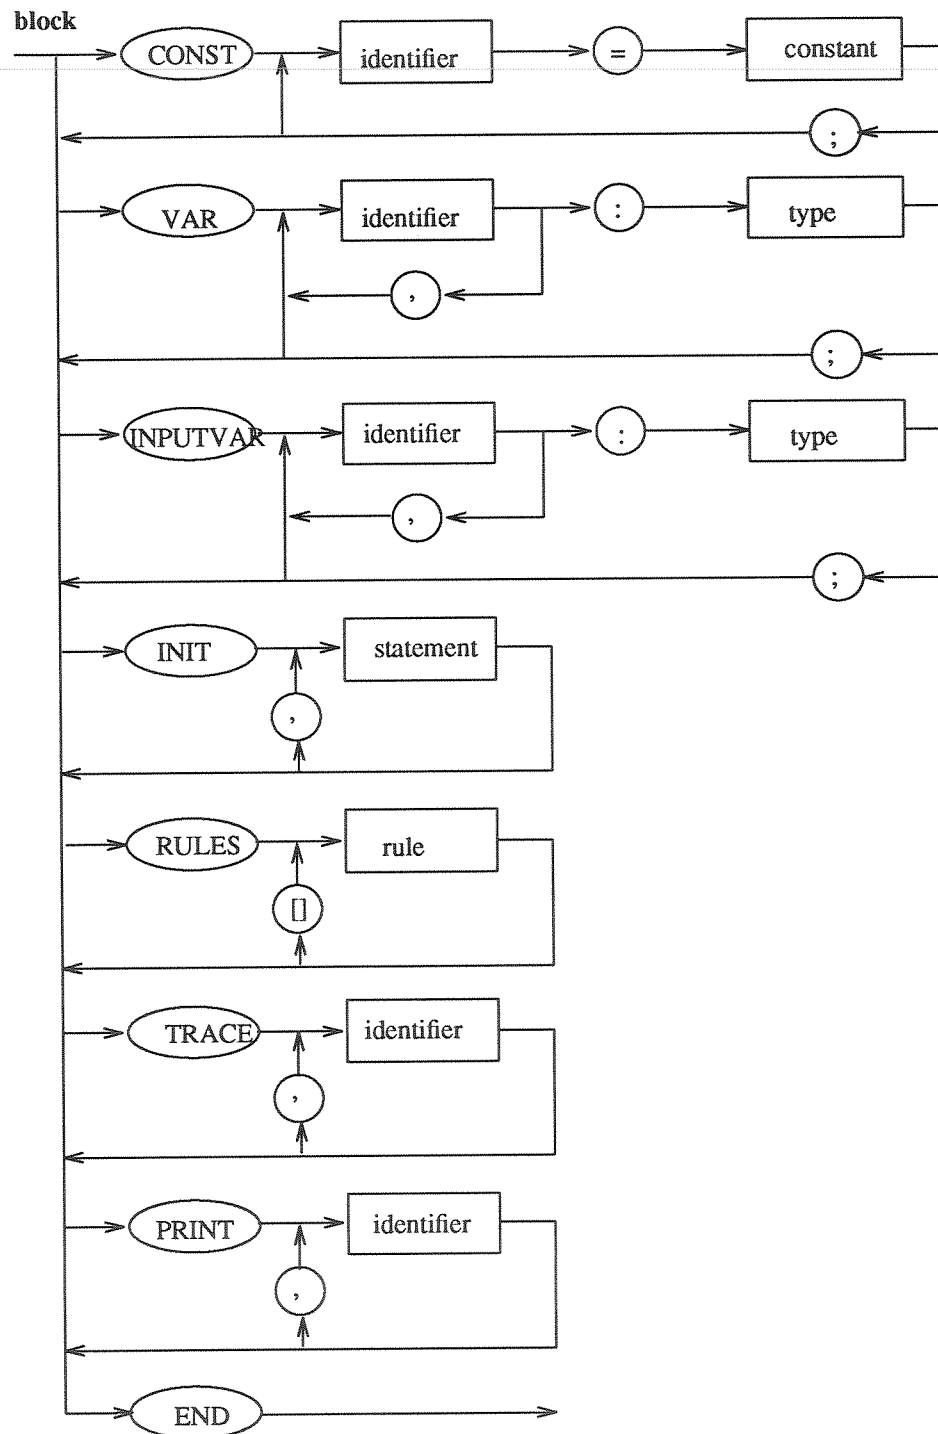 block
CONST identifier = constant
;
VAR identifier : type
,
;
INPUTVAR identifier : type
,
;
INIT statement
,
RULES rule
[]
TRACE identifier
,
PRINT identifier
,
END